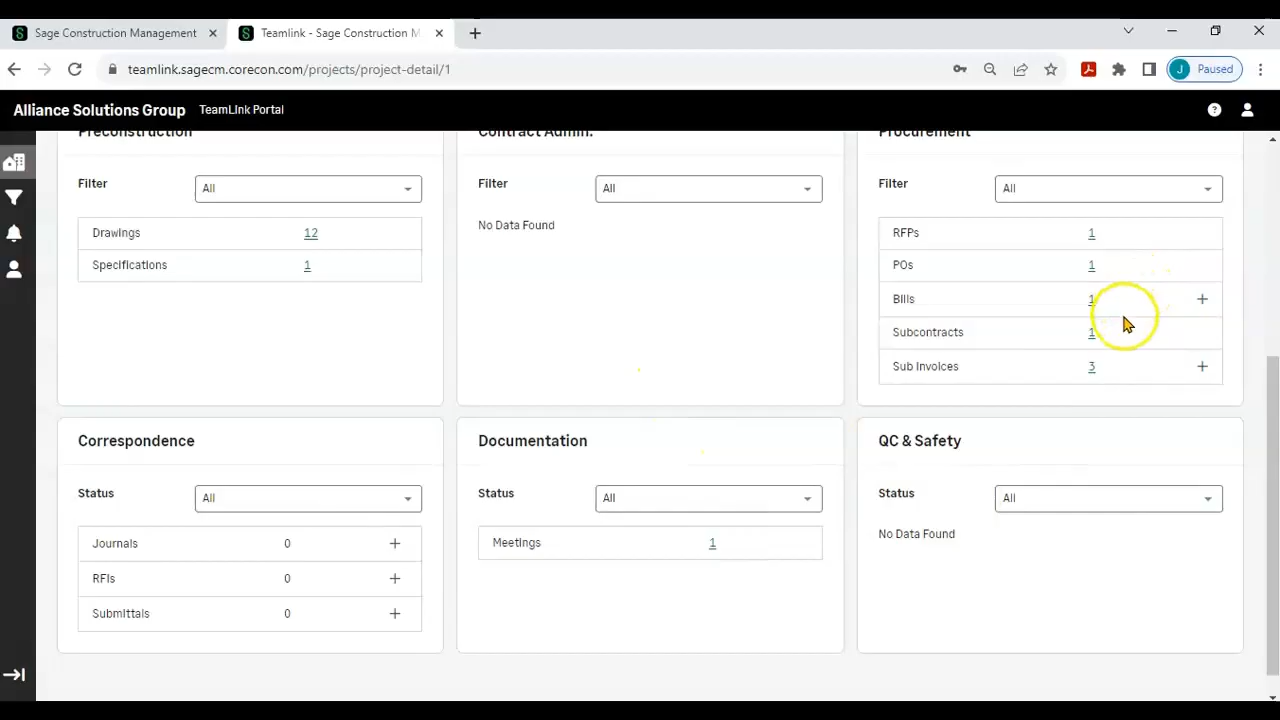 Sage Construction Management
Teamlink - Sage Construction M
teamlink.sagecm.corecon.com/projects/project-detail/1
J
Paused
Alliance Solutions Group
TeamLink Portal
Preconstruction
Filter
All
Drawings 12
Specifications 1
Contract Admin.
Filter
All
No Data Found
Procurement
Filter
All
RFPs 1
POs 1
Bills 1 +
Subcontracts 1
Sub Invoices 3 +
Correspondence
Status
All
Journals 0 +
RFIs 0 +
Submittals 0 +
Documentation
Status
All
Meetings 1
QC & Safety
Status
All
No Data Found